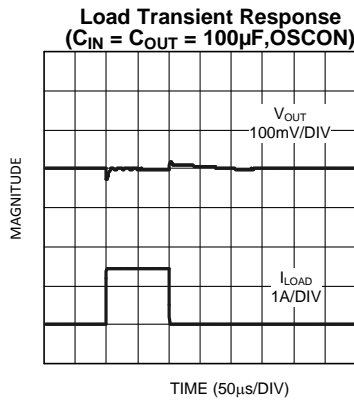 Load Transient Response
(CIN = COUT = 100µF,OSCON)
VOUT
100mV/DIV
MAGNITUDE
ILOAD
1A/DIV
TIME (50µs/DIV)